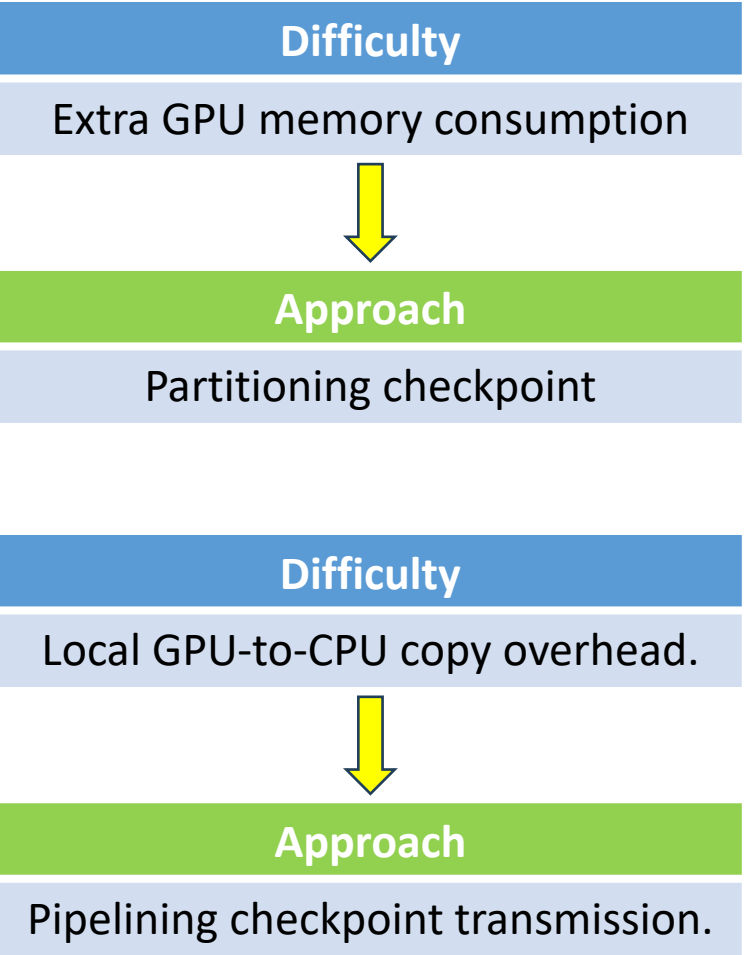 Difficulty
Extra GPU memory consumption
Approach
Partitioning checkpoint
Difficulty
Local GPU-to-CPU copy overhead.
Approach
Pipelining checkpoint transmission.